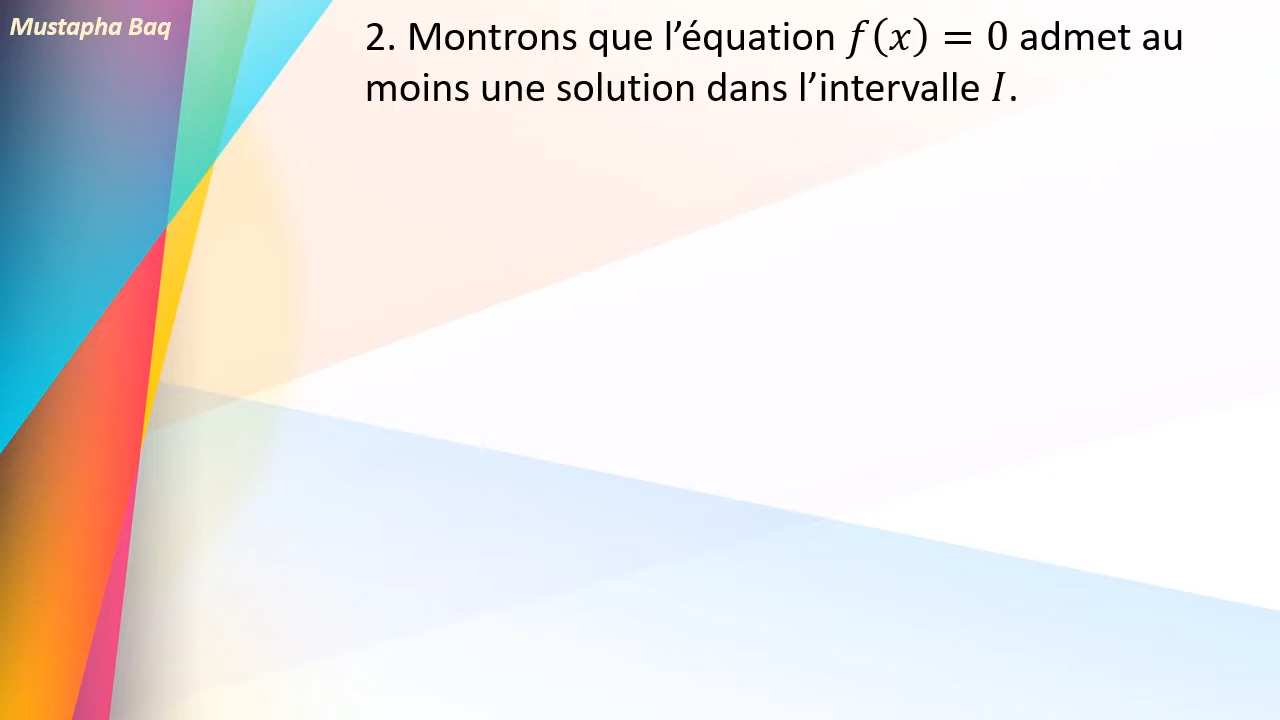 Mustapha Baq
2. Montrons que l’équation 𝑓(𝑥) = 0 admet au
moins une solution dans l’intervalle 𝐼.